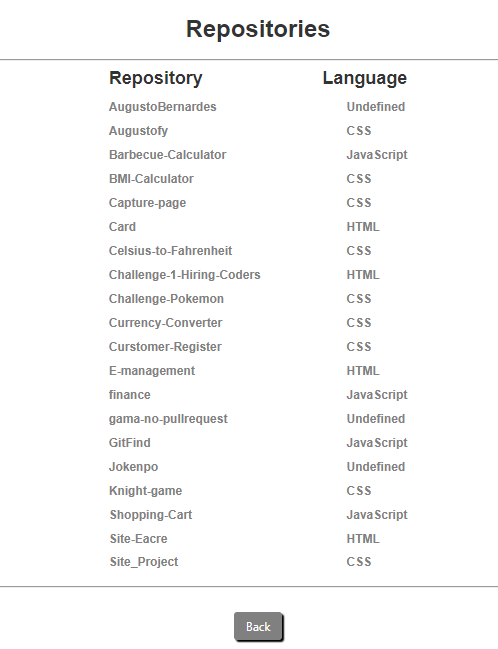 Repositories
Repository Language
AugustoBernardes Undefined
Augustofy CSS
Barbecue-Calculator JavaScript
BMI-Calculator CSS
Capture-page CSS
Card HTML
Celsius-to-Fahrenheit CSS
Challenge-1-Hiring-Coders HTML
Challenge-Pokemon CSS
Currency-Converter CSS
Curstomer-Register CSS
E-management HTML
finance JavaScript
gama-no-pullrequest Undefined
GitFind JavaScript
Jokenpo Undefined
Knight-game CSS
Shopping-Cart JavaScript
Site-Eacre HTML
Site_Project CSS
Back